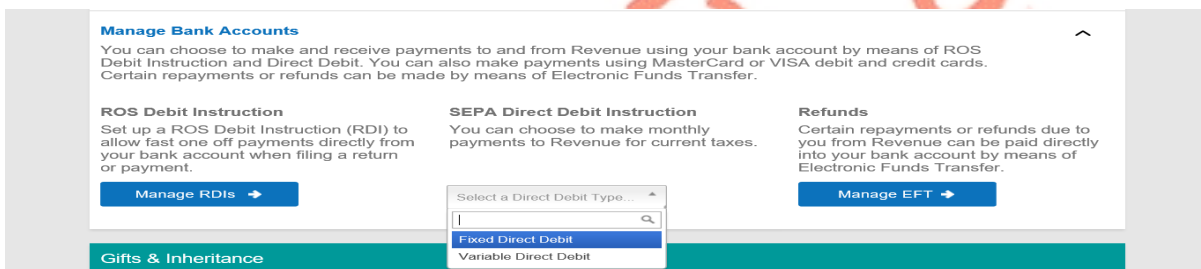 Manage Bank Accounts
You can choose to make and receive payments to and from Revenue using your bank account by means of ROS
Debit Instruction and Direct Debit. You can also make payments using MasterCard or VISA debit and credit cards.
Certain repayments or refunds can be made by means of Electronic Funds Transfer.
ROS Debit Instruction
Set up a ROS Debit Instruction (RDI) to
allow fast one off payments directly from
your bank account when filing a return
or payment.
Manage RDIs
SEPA Direct Debit Instruction
You can choose to make monthly
payments to Revenue for current taxes.
Select a Direct Debit Type...
Fixed Direct Debit
Variable Direct Debit
Refunds
Certain repayments or refunds due to
you from Revenue can be paid directly
into your bank account by means of
Electronic Funds Transfer.
Manage EFT
Gifts & Inheritance